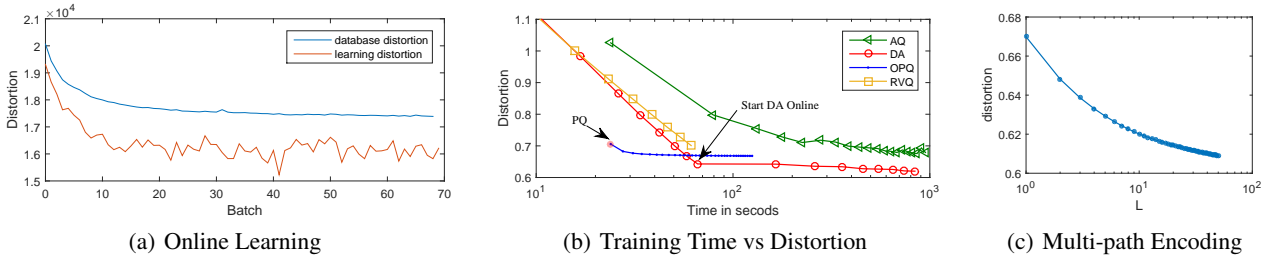 ×10⁴
2.1
2
1.9
1.8
1.7
1.6
1.5
Distortion
database distortion
learning distortion
0 10 20 30 40 50 60 70
Batch
(a) Online Learning
1.1
1
0.9
0.8
0.7
0.6
Distortion
AQ
DA
OPQ
RVQ
Start DA Online
PQ
10¹ 10² 10³
Time in secods
(b) Training Time vs Distortion
0.68
0.66
0.64
0.62
0.6
distortion
10⁰ 10¹ 10²
L
(c) Multi-path Encoding